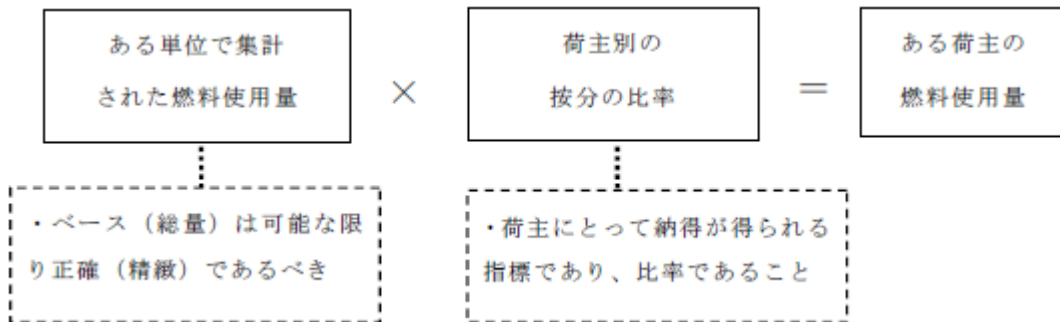 ある単位で集計
された燃料使用量
×
荷主別の
按分の比率
=
ある荷主の
燃料使用量
・ベース（総量）は可能な限
り正確（精緻）であるべき
・荷主にとって納得が得られる
指標であり、比率であること